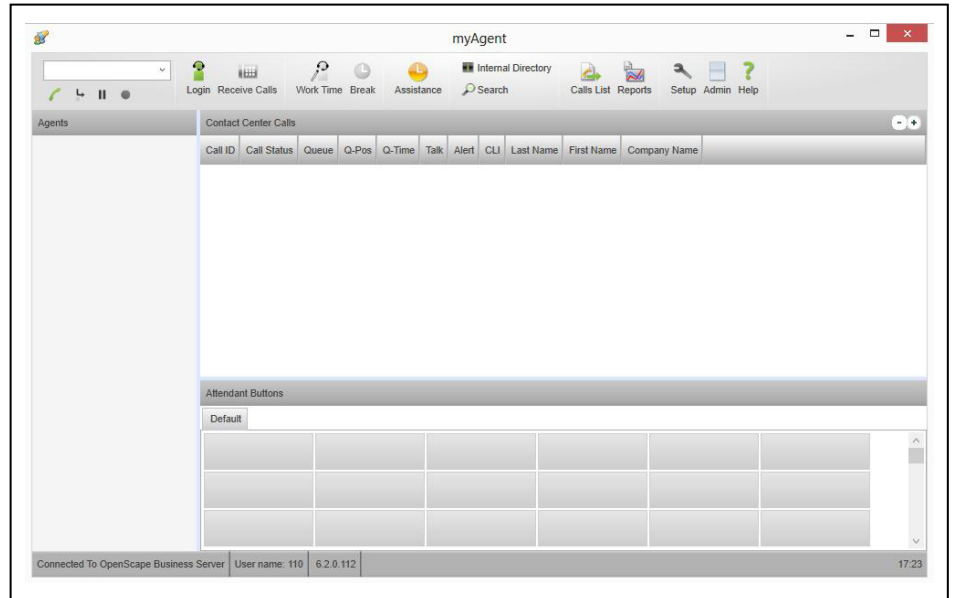 myAgent
Login Receive Calls Work Time Break Assistance Internal Directory Search Calls List Reports Setup Admin Help
Agents
Contact Center Calls
Call ID Call Status Queue Q-Pos Q-Time Talk Alert CLI Last Name First Name Company Name
Attendant Buttons
Default
Connected To OpenScape Business Server User name: 110 6.2.0.112 17:23